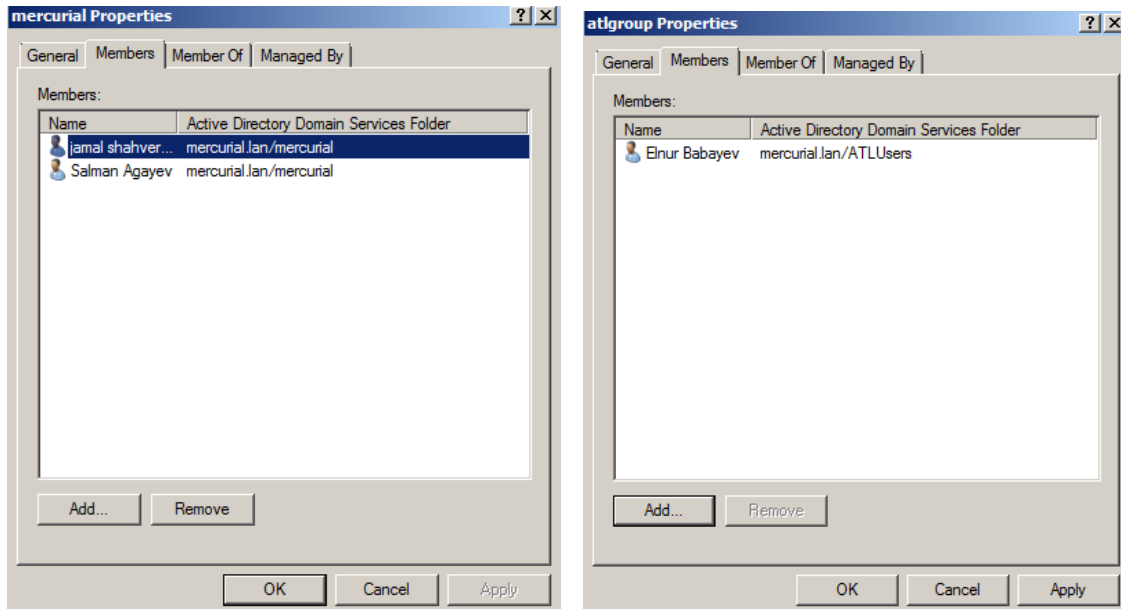 mercurial Properties
General Members Member Of Managed By
Members:
Name Active Directory Domain Services Folder
jamal shahver... mercurial.lan/mercurial
Salman Agayev mercurial.lan/mercurial
Add... Remove
OK Cancel Apply
atlgroup Properties
General Members Member Of Managed By
Members:
Name Active Directory Domain Services Folder
Elnur Babayev mercurial.lan/ATLUsers
Add... Remove
OK Cancel Apply